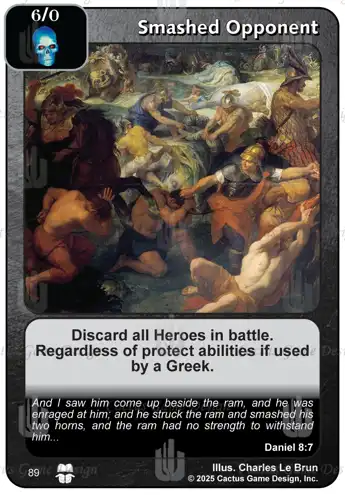 6/0
Smashed Opponent
Discard all Heroes in battle.
Regardless of protect abilities if used
by a Greek.
And I saw him come up beside the ram, and he was
enraged at him; and he struck the ram and smashed his
two horns, and the ram had no strength to withstand
him...
Daniel 8:7
Illus. Charles Le Brun
89
© 2025 Cactus Game Design, Inc.